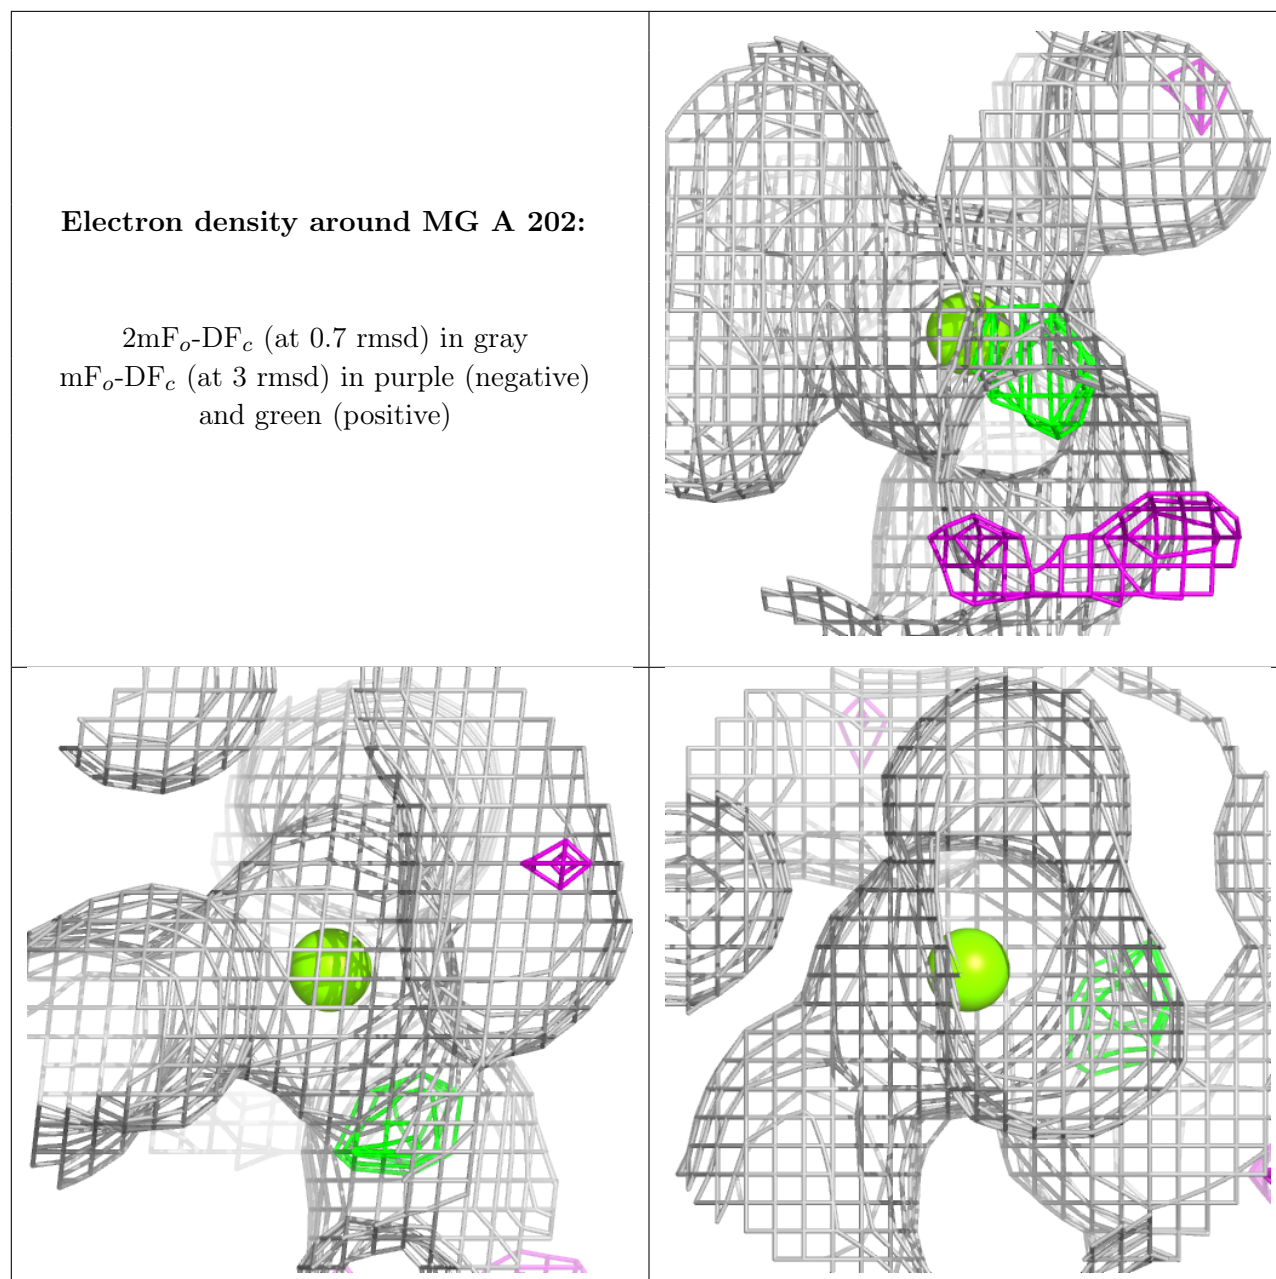 Electron density around MG A 202:
2mFo-DFc (at 0.7 rmsd) in gray
mFo-DFc (at 3 rmsd) in purple (negative)
and green (positive)